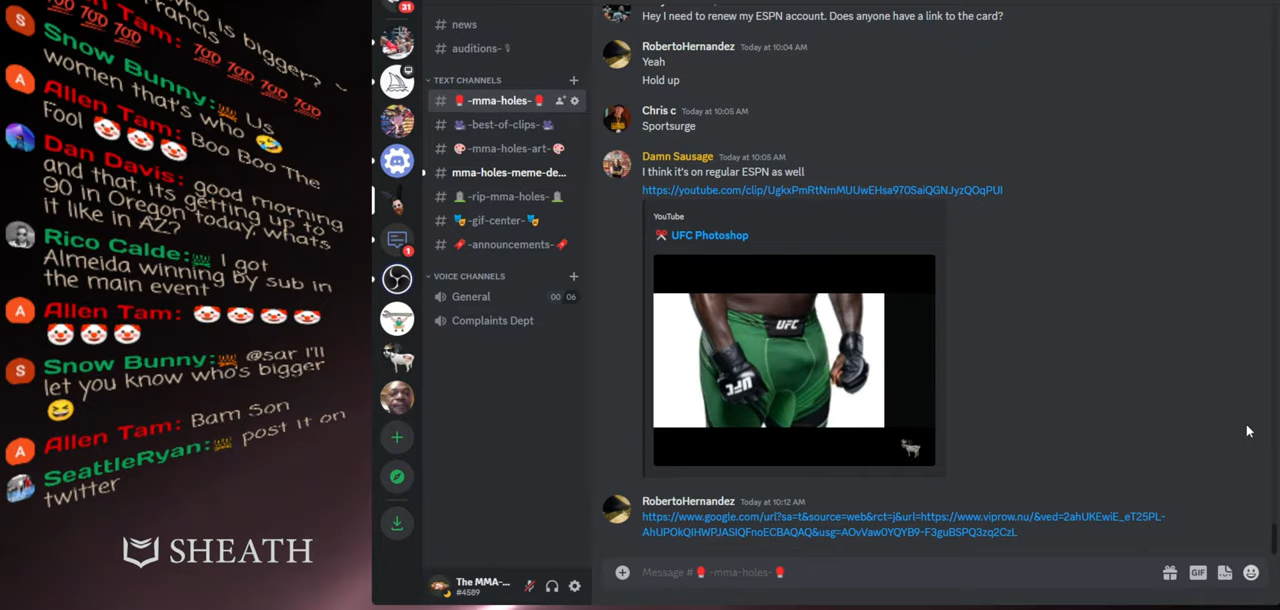 who is bigger?
Francis
Tam: 💯 💯 💯 💯
💯 💯 💯
Snow Bunny: Us
women that's who 🤣
Allen Tam: Boo Boo The
Fool 🤡 🤡 🤡
Dan Davis: good morning
and that, its getting up to
90 in Oregon today, Whats
it like in AZ?
Rico Calde: I got
Almeida winning by sub in
the main event
Allen Tam: 🤡 🤡 🤡 🤡
🤡 🤡 🤡
Snow Bunny: @sar I'll
let you know who's bigger
😆
Allen Tam: Bam Son
SeattleRyan: post it on
twitter
SHEATH
31
1
# news
# auditions-🎙
TEXT CHANNELS +
# 🥊-mma-holes-🥊
# -best-of-clips-
# 🎨-mma-holes-art-🎨
mma-holes-meme-de...
# 🪦-rip-mma-holes-🪦
# 🎭-gif-center-🎭
# 🧨-announcements-🧨
VOICE CHANNELS +
General 00 06
Complaints Dept
The MMA-...
#4589
Hey I need to renew my ESPN account. Does anyone have a link to the card?
RobertoHernandez Today at 10:04 AM
Yeah
Hold up
Chris c Today at 10:05 AM
Sportsurge
Damn Sausage Today at 10:05 AM
I think it's on regular ESPN as well
https://youtube.com/clip/UgkxPmRtNmMUUwEHsa970SaiQGNJyzQOqPUI
YouTube
✂️ UFC Photoshop
UFC
UFC
RobertoHernandez Today at 10:12 AM
https://www.google.com/url?sa=t&source=web&rct=j&url=https://www.viprow.nu/&ved=2ahUKEwiE_eT25PL-
AhUPOkQIHWPJASIQFnoECBAQAQ&usg=AOvVaw0YQYB9-F3guBSPQ3zq2CzL
Message #🥊-mma-holes-🥊
GIF